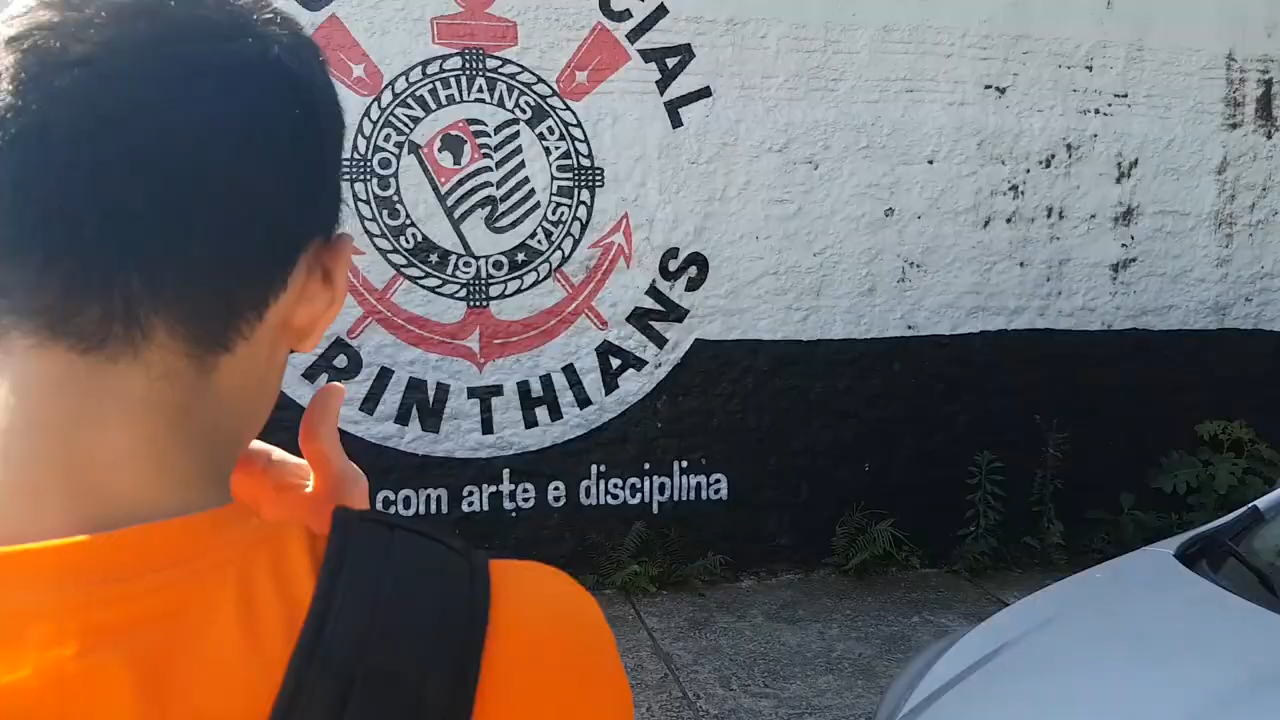 CIAL
S.C. CORINTHIANS PAULISTA
1910
RINTHIANS
com arte e disciplina